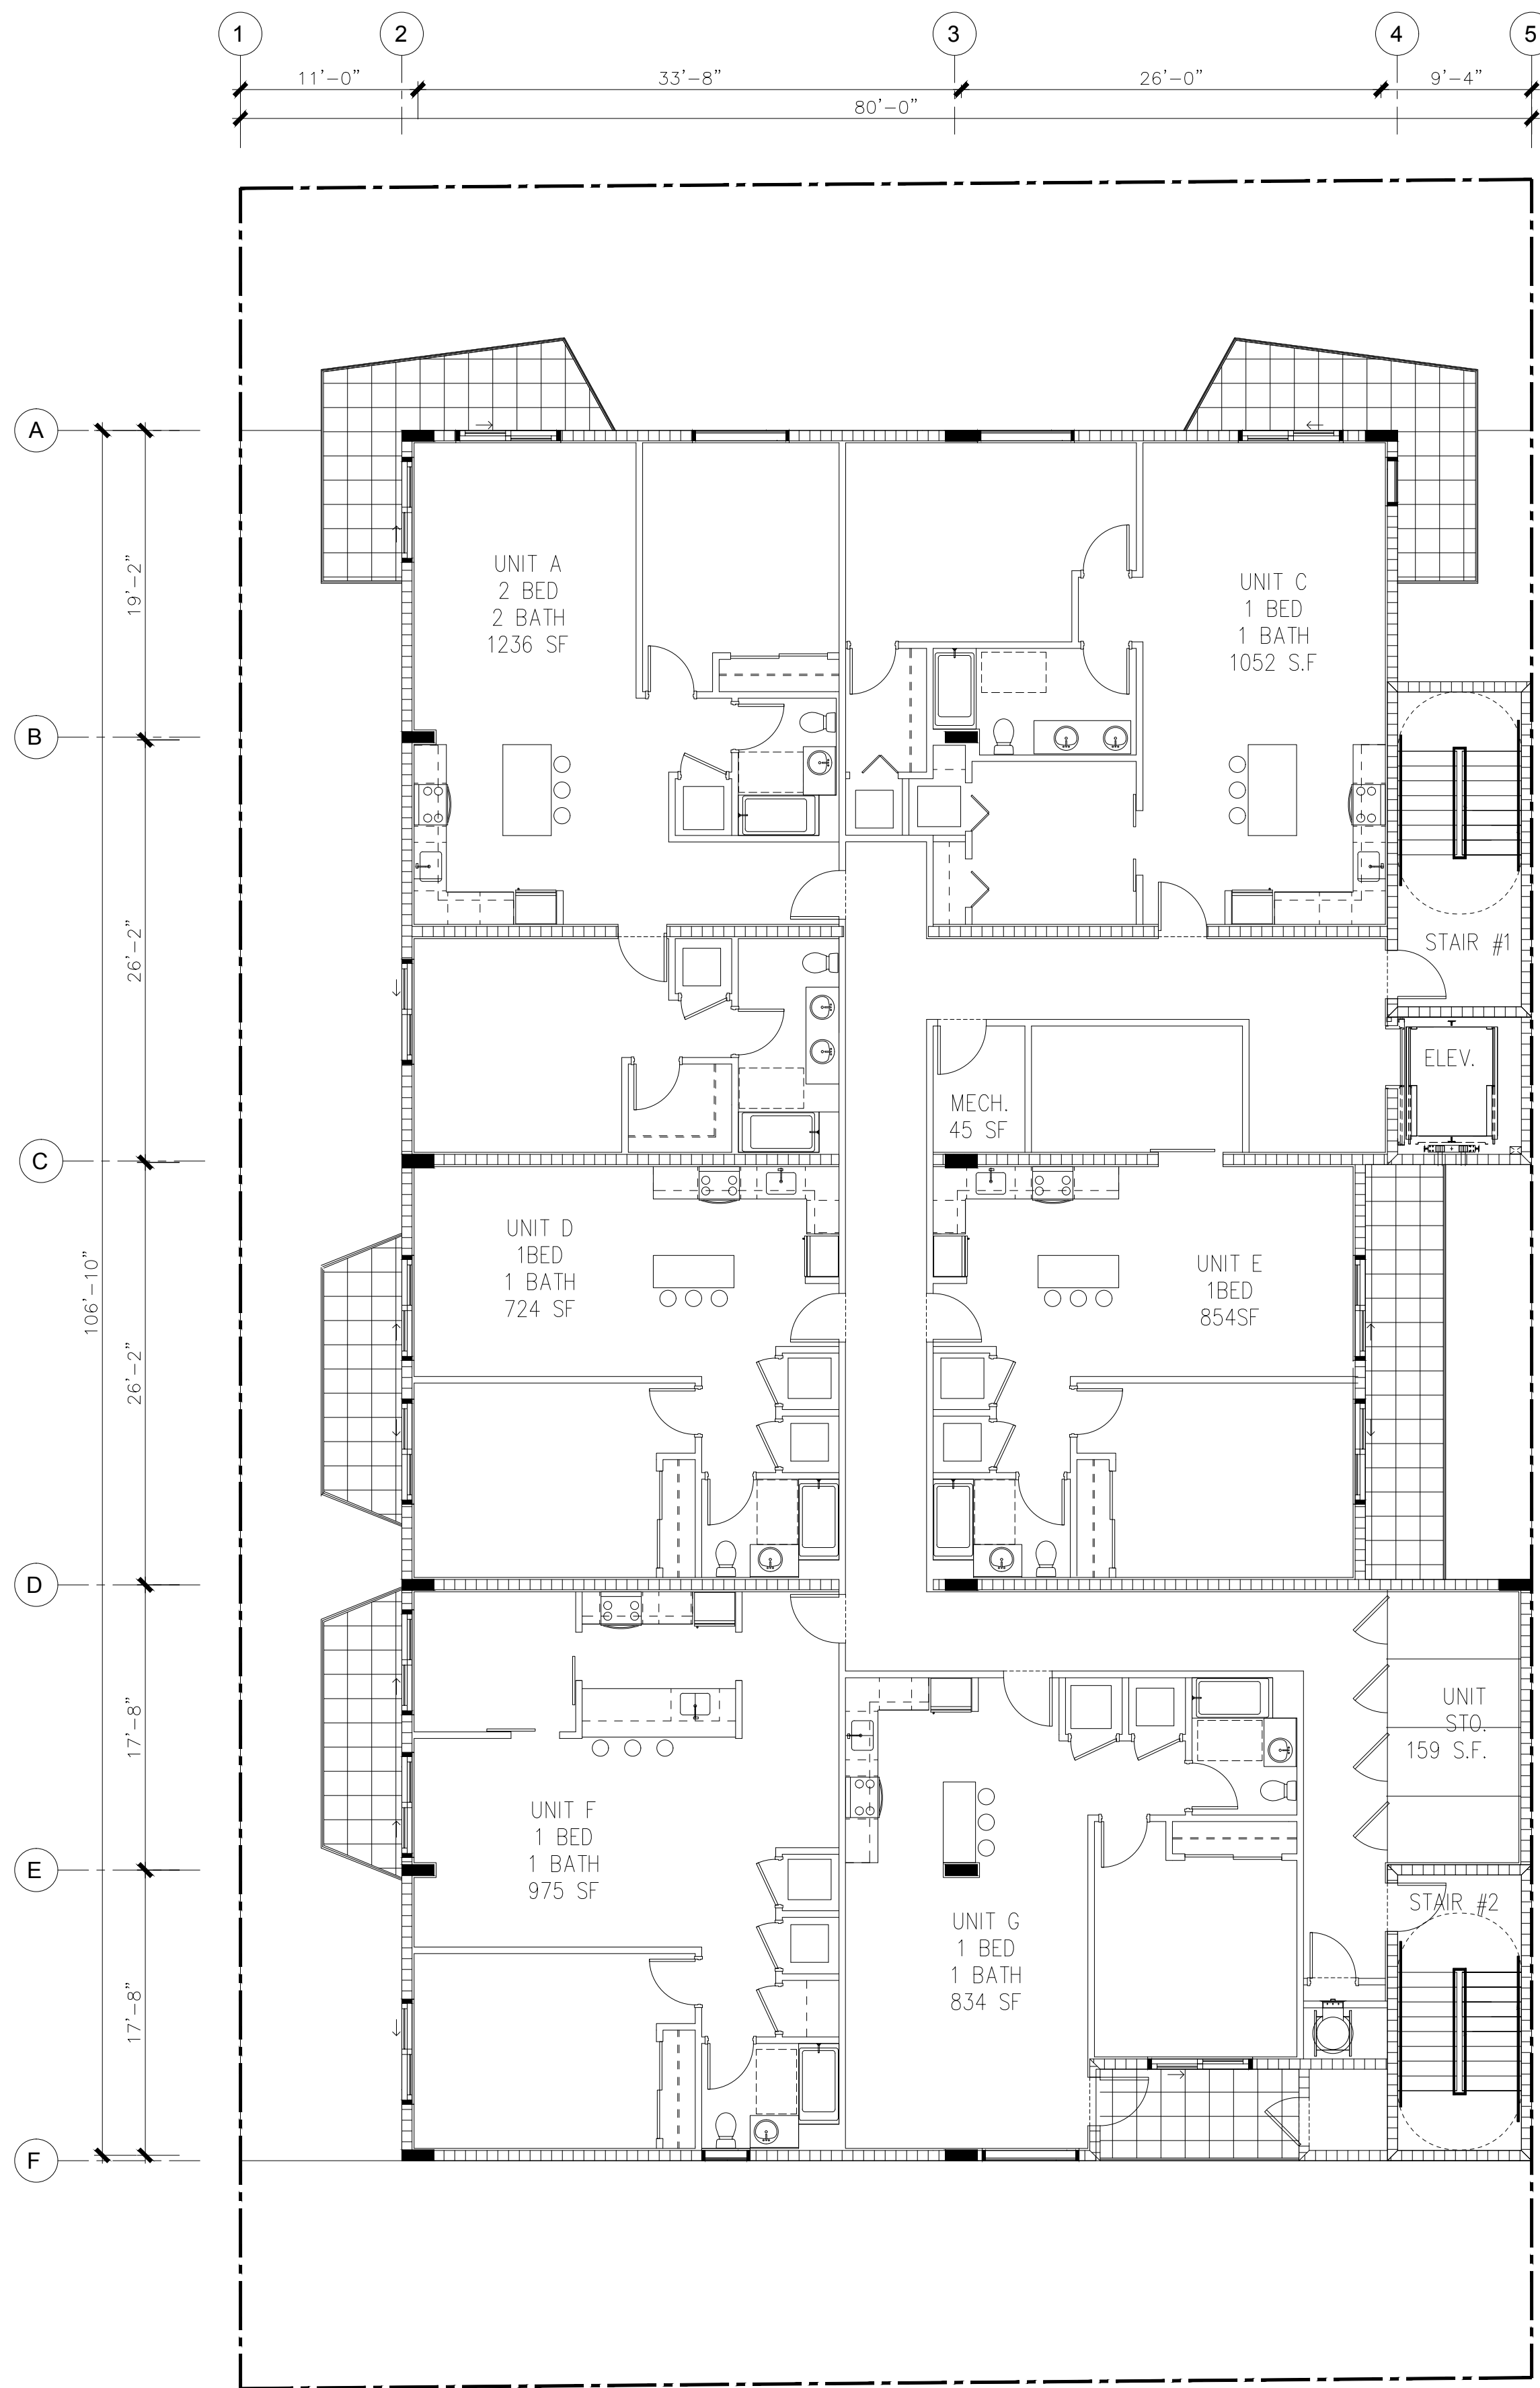 1
2
3
4
5
11'-0"
33'-8"
26'-0"
9'-4"
80'-0"
A
UNIT A
2 BED
2 BATH
1236 SF
UNIT C
1 BED
1 BATH
1052 S.F
19'-2"
B
26'-2"
STAIR #1
ELEV.
MECH.
45 SF
C
UNIT D
1BED
1 BATH
724 SF
UNIT E
1BED
854SF
106'-10"
26'-2"
D
17'-8"
UNIT
STO.
159 S.F.
UNIT F
1 BED
1 BATH
975 SF
E
STAIR #2
UNIT G
1 BED
1 BATH
834 SF
17'-8"
F